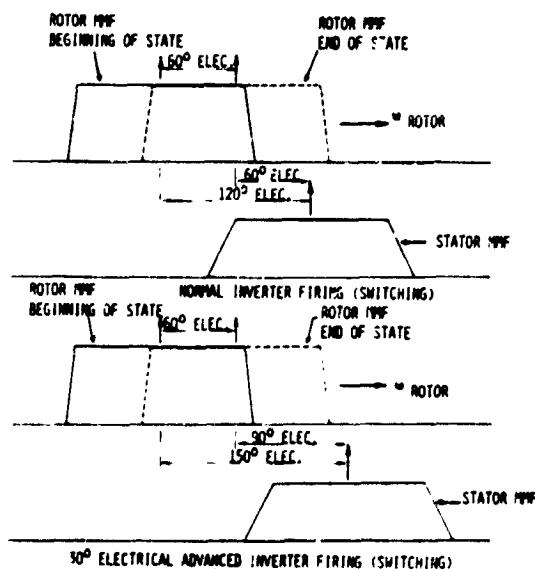 ROTOR MMF
BEGINNING OF STATE
ROTOR MMF
END OF STATE
60° ELEC.
ω ROTOR
60° ELEC.
120° ELEC.
STATOR MMF
NORMAL INVERTER FIRING (SWITCHING)
ROTOR MMF
BEGINNING OF STATE
ROTOR MMF
END OF STATE
60° ELEC.
ω ROTOR
90° ELEC.
150° ELEC.
STATOR MMF
30° ELECTRICAL ADVANCED INVERTER FIRING (SWITCHING)